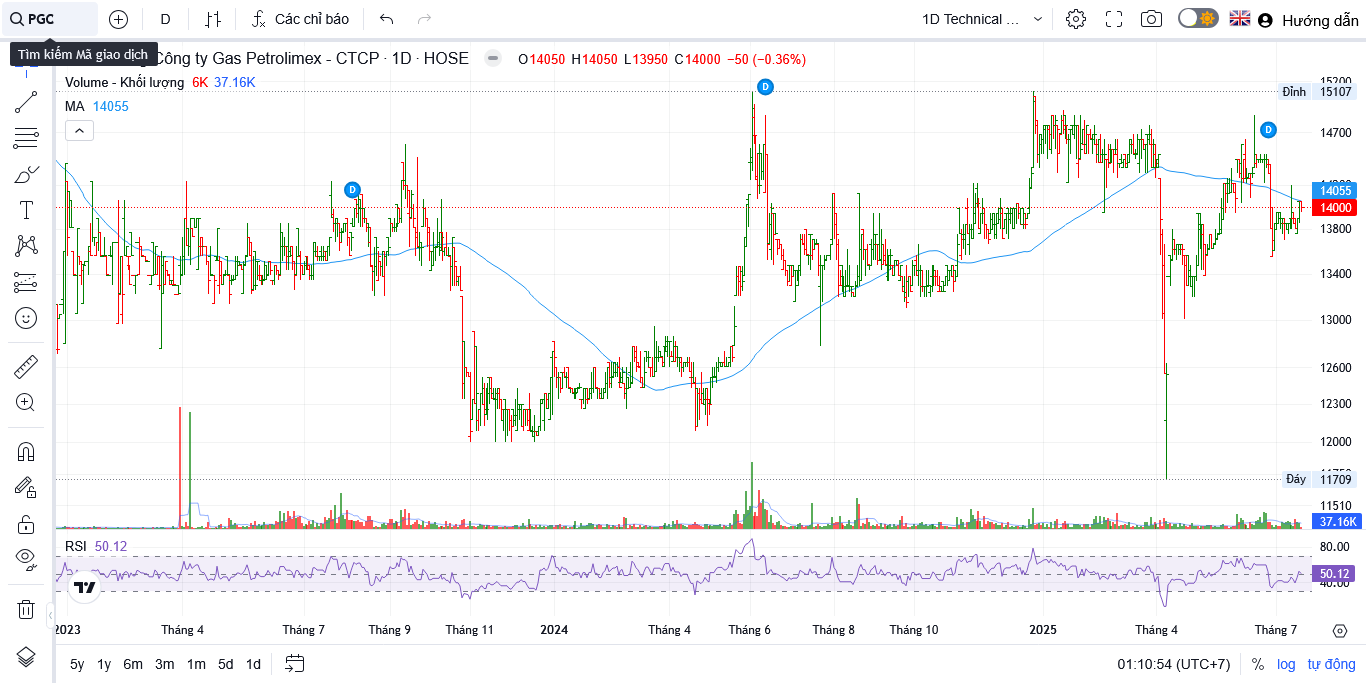 PGC
D
Các chỉ báo
1D Technical ...
Hướng dẫn
Tìm kiếm Mã giao dịch
Công ty Gas Petrolimex - CTCP · 1D · HOSE
O14050 H14050 L13950 C14000 −50 (−0.36%)
Volume - Khối lượng 6K 37.16K
MA 14055
D
D
D
15200
Đỉnh 15107
14700
14055
14000
13800
13400
13000
12600
12300
12000
Đáy 11709
11510
37.16K
RSI 50.12
80.00
50.12
40.00
2023
Tháng 4
Tháng 7
Tháng 9
Tháng 11
2024
Tháng 4
Tháng 6
Tháng 8
Tháng 10
2025
Tháng 4
Tháng 7
5y 1y 6m 3m 1m 5d 1d
01:10:54 (UTC+7)
% log tự động